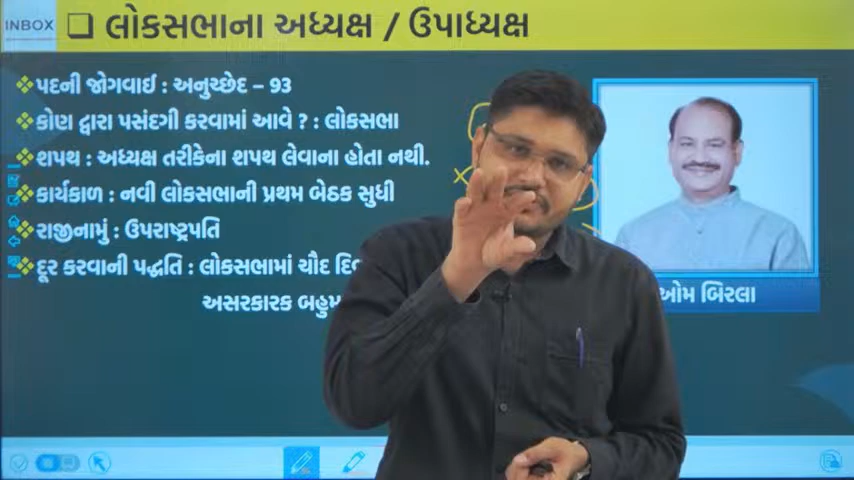 INBOX
❑ લોકસભાના અધ્યક્ષ / ઉપાધ્યક્ષ
❖પદની જોગવાઈ : અનુચ્છેદ – 93
❖કોણ દ્વારા પસંદગી કરવામાં આવે ? : લોકસભા
❖શપથ : અધ્યક્ષ તરીકેના શપથ લેવાના હોતા નથી.
❖કાર્યકાળ : નવી લોકસભાની પ્રથમ બેઠક સુધી
❖રાજીનામું : ઉપરાષ્ટ્રપતિ
❖દૂર કરવાની પદ્ધતિ : લોકસભામાં ચૌદ
અસરકારક
ઓમ બિરલા